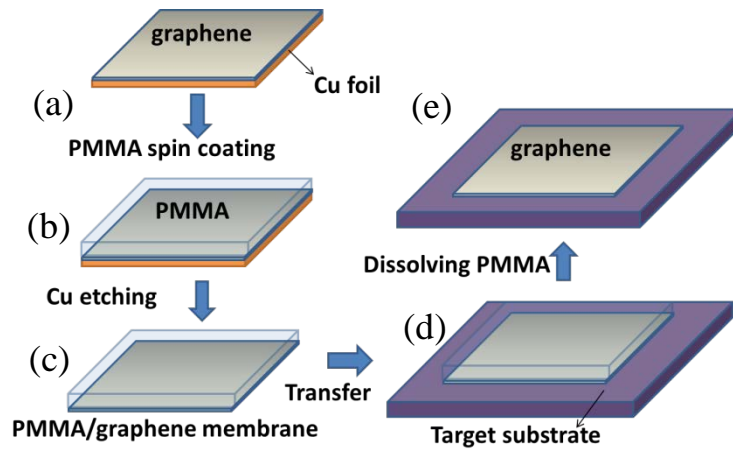 graphene
Cu foil
(a)
PMMA spin coating
(b)
PMMA
Cu etching
(c)
PMMA/graphene membrane
Transfer
(d)
Target substrate
Dissolving PMMA
(e)
graphene